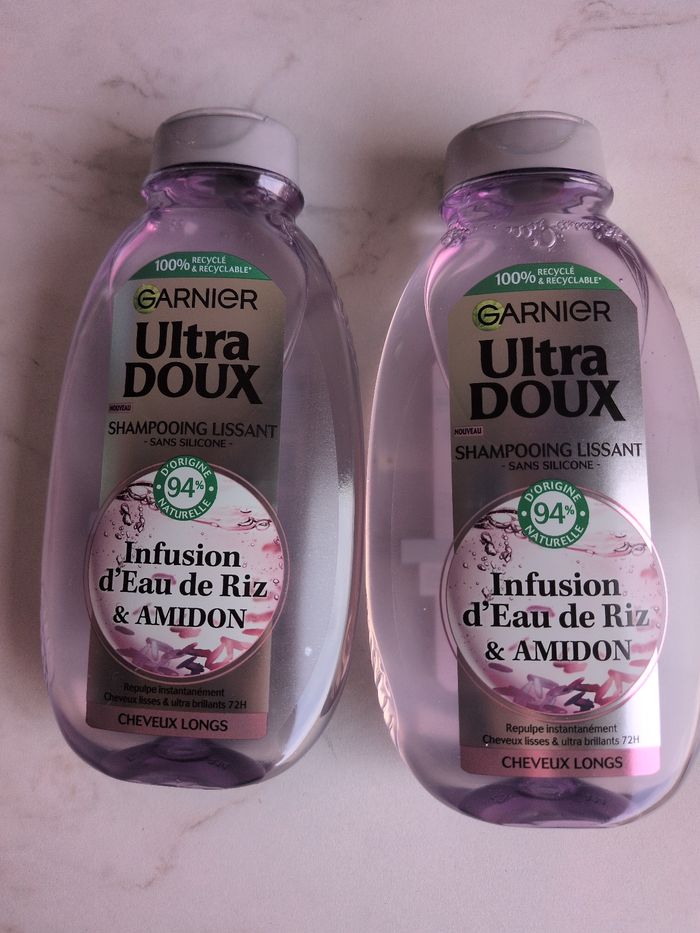 100% RECYCLÉ
& RECYCLABLE*
GARNIER
Ultra
DOUX
NOUVEAU
SHAMPOOING LISSANT
- SANS SILICONE -
D'ORIGINE
94%
NATURELLE
Infusion
d'Eau de Riz
& AMIDON
Repulpe instantanément
Cheveux lisses & ultra brillants 72H
CHEVEUX LONGS
100% RECYCLÉ
& RECYCLABLE*
GARNIER
Ultra
DOUX
NOUVEAU
SHAMPOOING LISSANT
- SANS SILICONE -
D'ORIGINE
94%
NATURELLE
Infusion
d'Eau de Riz
& AMIDON
Repulpe instantanément
Cheveux lisses & ultra brillants 72H
CHEVEUX LONGS